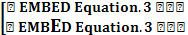 [ EMBED Equation.3 
[ EMBED Equation.3